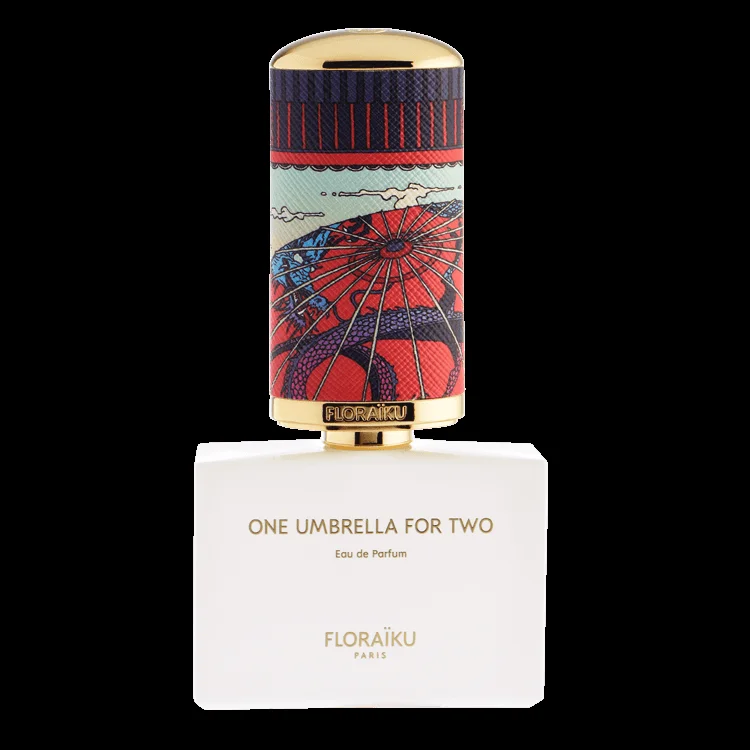 FLORAÏKU
ONE UMBRELLA FOR TWO
Eau de Parfum
FLORAÏKU
PARIS